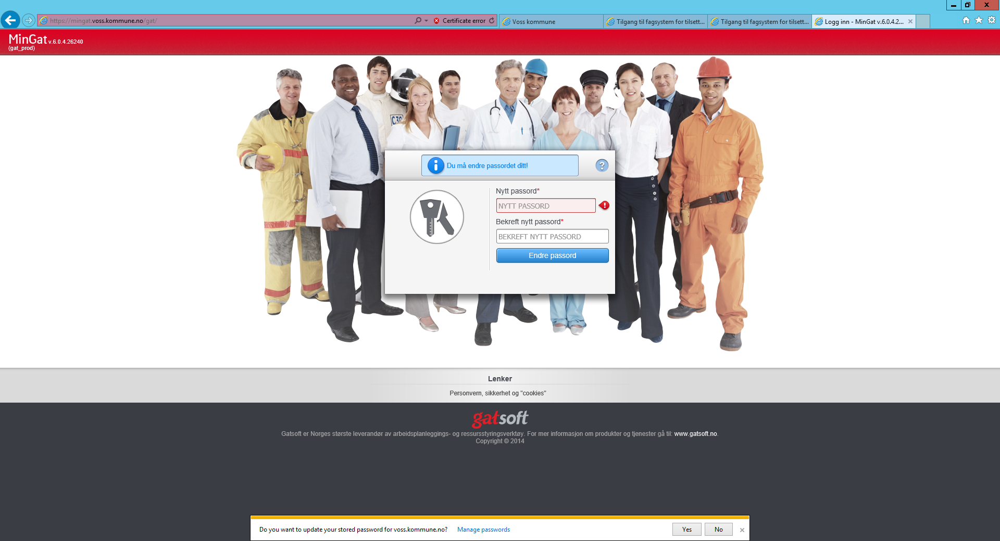 https://mingat.voss.kommune.no/gat/
Certificate error
Voss kommune
Tilgang til fagsystem for tilsett...
Tilgang til fagsystem for tilsett...
Logg inn - MinGat v.6.0.4.2...
MinGat v.6.0.4.26240
(gat_prod)
Du må endre passordet ditt!
?
Nytt passord*
NYTT PASSORD
Bekreft nytt passord*
BEKREFT NYTT PASSORD
Endre passord
Lenker
Personvern, sikkerhet og "cookies"
gatsoft
Gatsoft er Norges største leverandør av arbeidsplanleggings- og ressursstyringsverktøy. For mer informasjon om produkter og tjenester gå til: www.gatsoft.no.
Copyright © 2014
Do you want to update your stored password for voss.kommune.no? Manage passwords
Yes
No